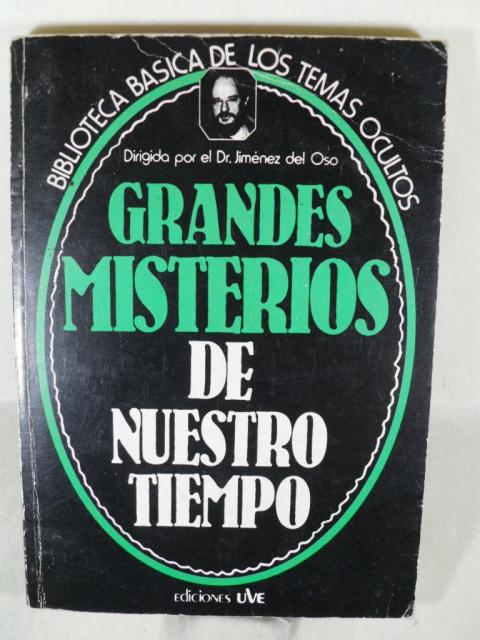 BIBLIOTECA BASICA DE LOS TEMAS OCULTOS
Dirigida por el Dr. Jiménez del Oso
GRANDES
MISTERIOS
DE
NUESTRO
TIEMPO
ediciones UVE